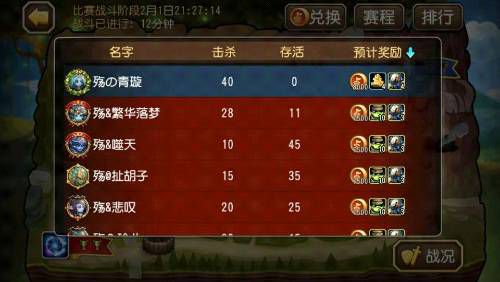 比赛战斗阶段2月1日21:27:14
战斗已进行: 12分钟
兑换 赛程 排行
名字 击杀 存活 预计奖励
殇の青璇 40 0
殇&繁华落梦 28 11
殇&噬天 10 45
殇@扯胡子 15 35
殇&悲叹 20 25
战况